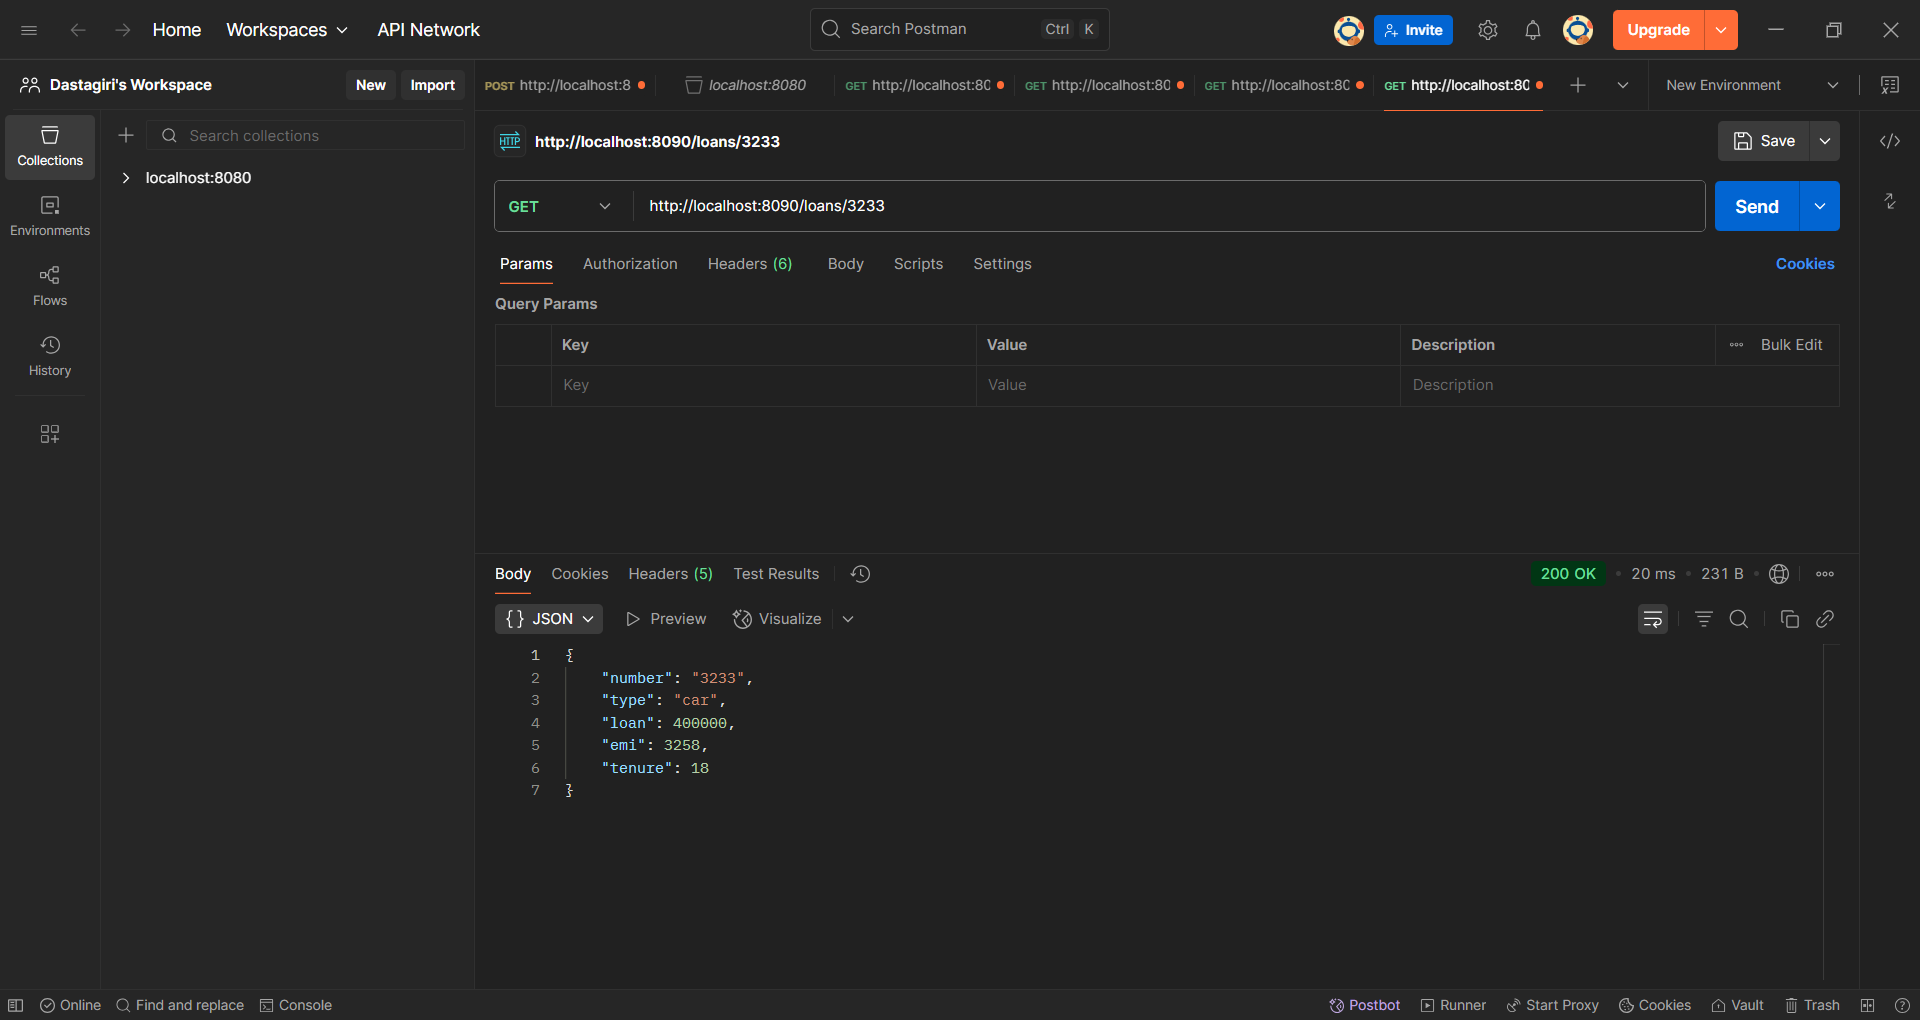 Home Workspaces API Network Search Postman Ctrl K Invite Upgrade
Dastagiri's Workspace New Import POST http://localhost:8 localhost:8080 GET http://localhost:80 GET http://localhost:80 GET http://localhost:80 GET http://localhost:80 New Environment
Collections
Environments
Flows
History
Search collections
localhost:8080
HTTP http://localhost:8090/loans/3233 Save
GET http://localhost:8090/loans/3233 Send
Params Authorization Headers (6) Body Scripts Settings Cookies
Query Params
Key Value Description Bulk Edit
Key Value Description
Body Cookies Headers (5) Test Results 200 OK 20 ms 231 B
{} JSON Preview Visualize
1 {
2 "number": "3233",
3 "type": "car",
4 "loan": 400000,
5 "emi": 3258,
6 "tenure": 18
7 }
Online Find and replace Console Postbot Runner Start Proxy Cookies Vault Trash